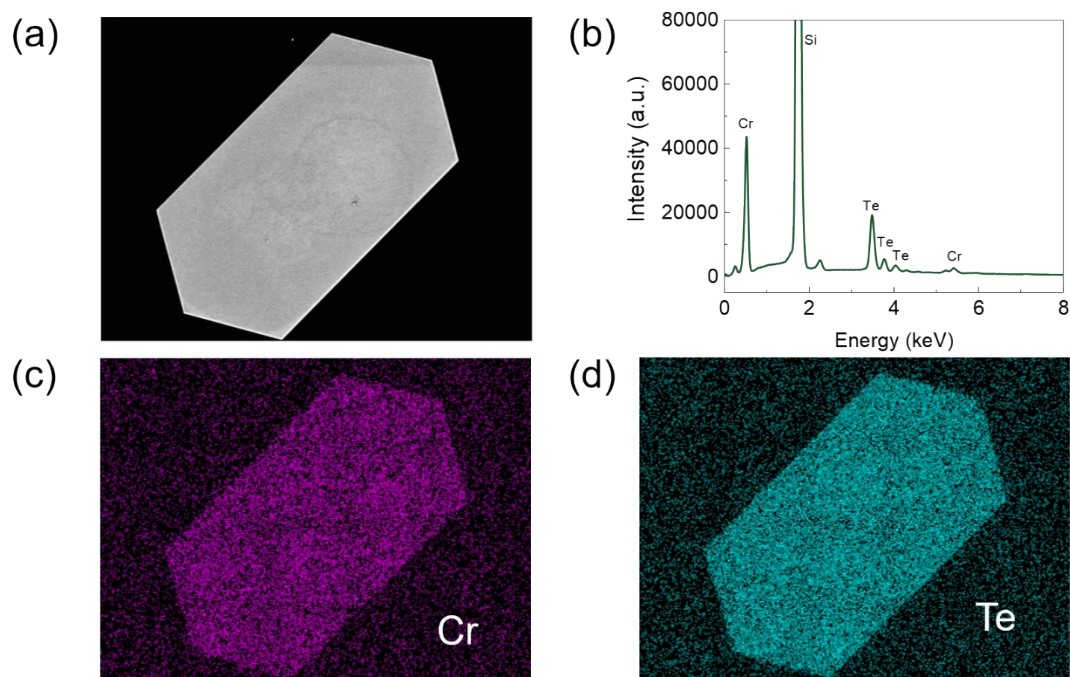 (a)
(b)
80000
60000
40000
20000
0
Intensity (a.u.)
Si
Cr
Te
Te
Te
Cr
0
2
4
6
8
Energy (keV)
(c)
Cr
(d)
Te